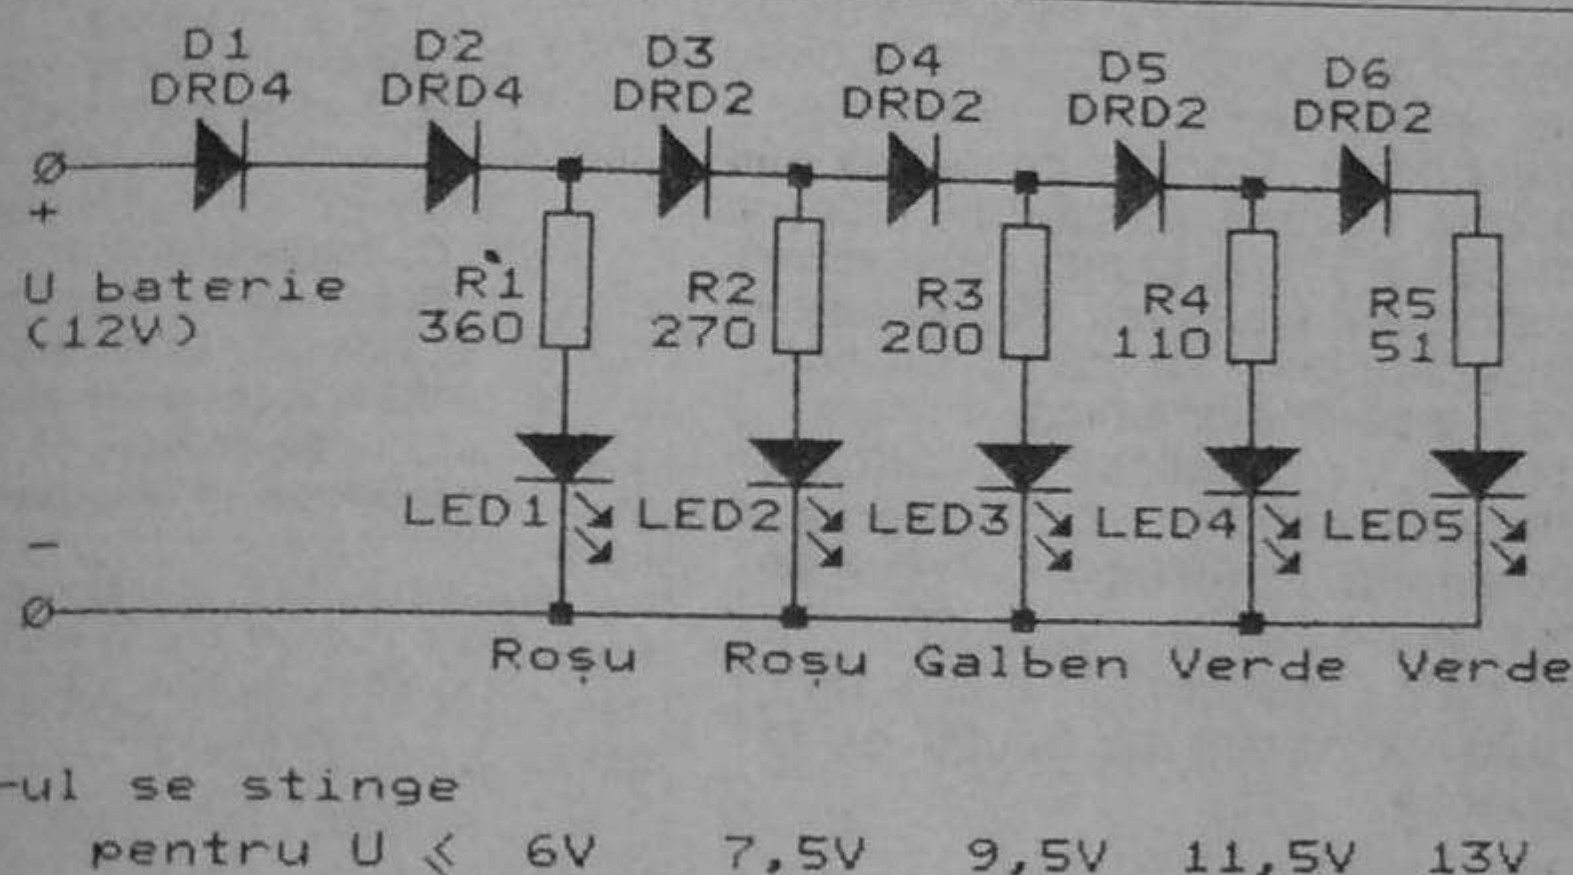 D1 D2 D3 D4 D5 D6
DRD4 DRD4 DRD2 DRD2 DRD2 DRD2
+
U baterie
(12V)
R1 R2 R3 R4 R5
360 270 200 110 51
LED1 LED2 LED3 LED4 LED5
-
Roșu Roșu Galben Verde Verde
-ul se stinge
pentru U ≤ 6V 7,5V 9,5V 11,5V 13V